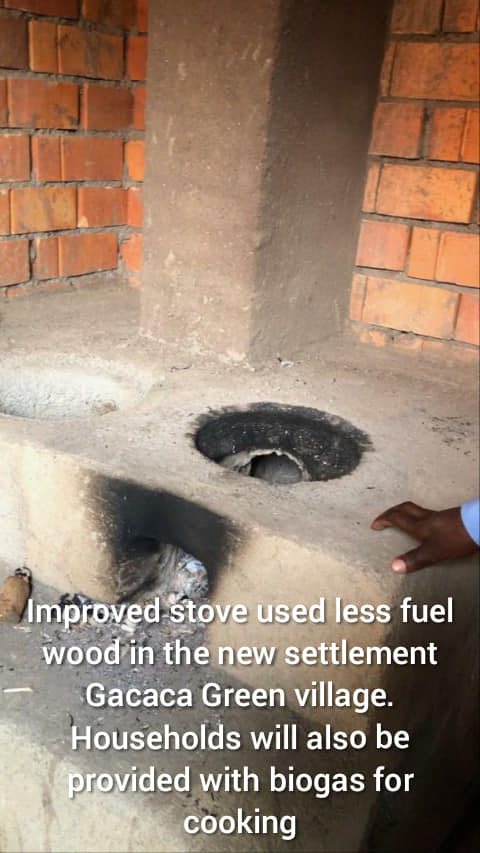 Improved stove used less fuel
wood in the new settlement
Gacaca Green village.
Households will also be
provided with biogas for
cooking